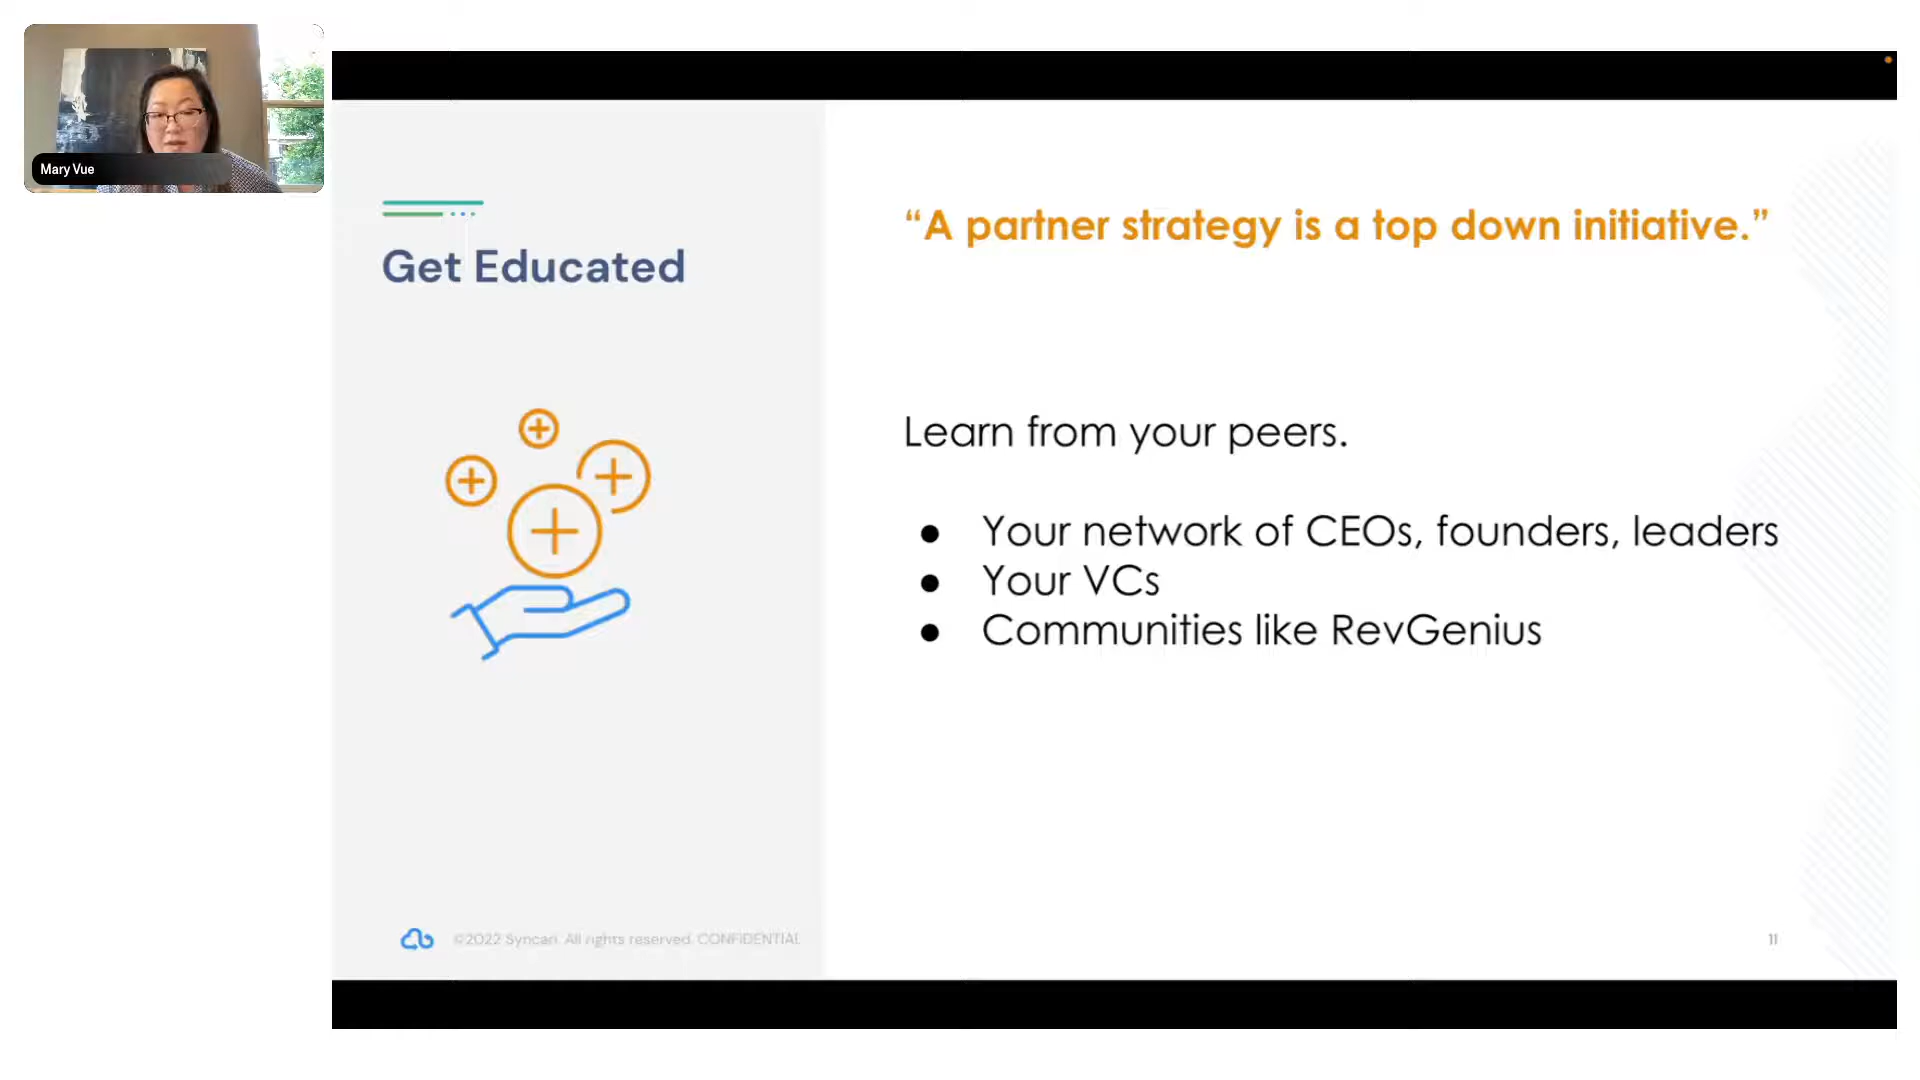 Mary Vue
Get Educated
“A partner strategy is a top down initiative.”
Learn from your peers.
● Your network of CEOs, founders, leaders
● Your VCs
● Communities like RevGenius
©2022 Syncari. All rights reserved. CONFIDENTIAL
11